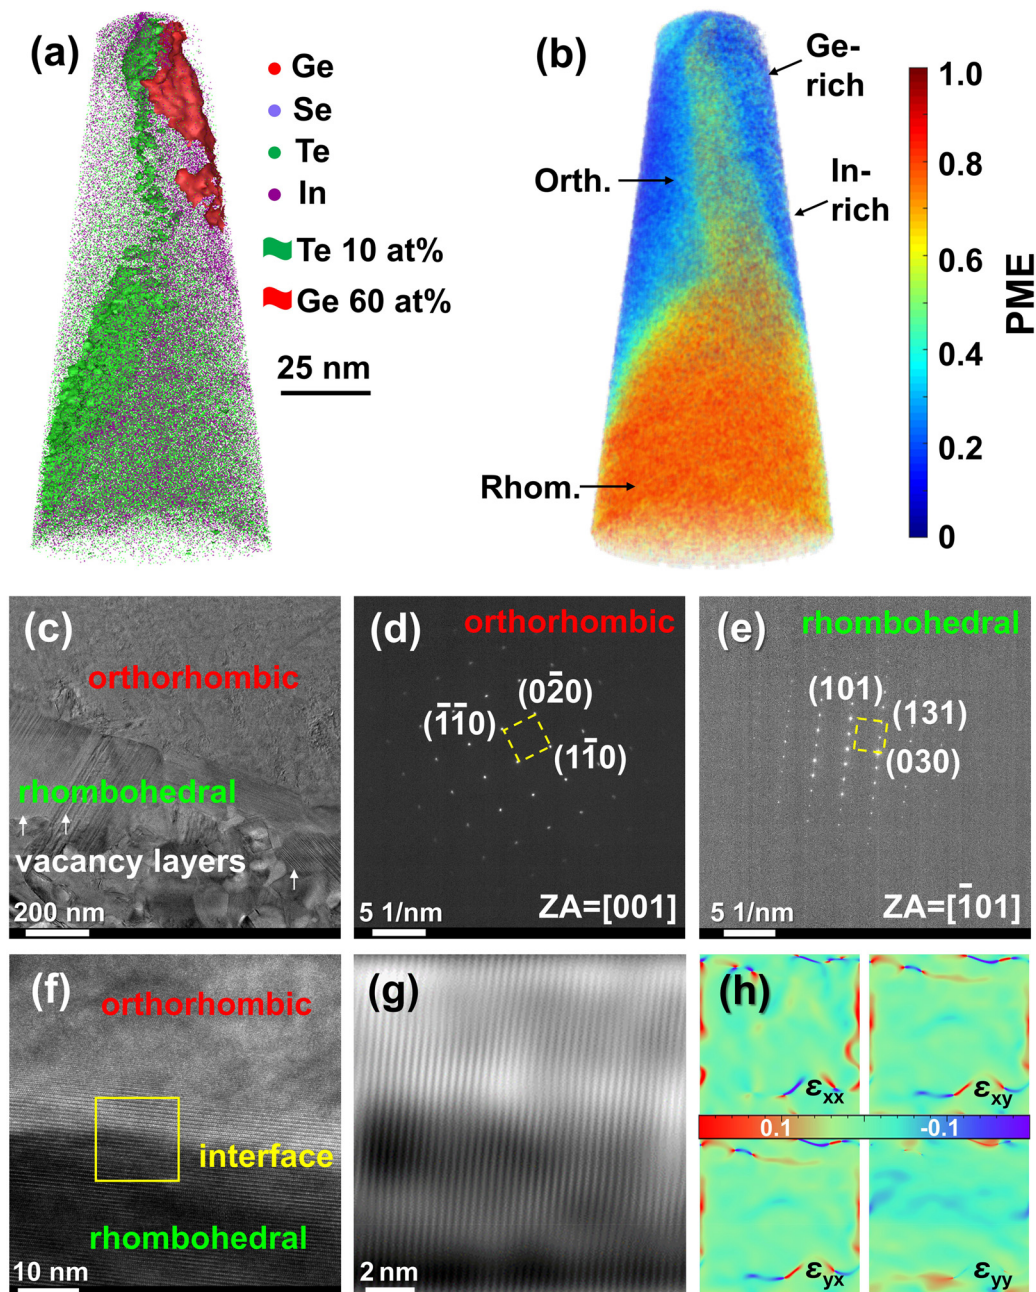 (a)
Ge
Se
Te
In
Te 10 at%
Ge 60 at%
25 nm
(b)
Ge-
rich
Orth.
In-
rich
Rhom.
1.0
0.8
0.6
0.4
0.2
0
PME
(c)
orthorhombic
rhombohedral
vacancy layers
200 nm
(d)
orthorhombic
(02̅0)
(1̅1̅0)
(11̅0)
5 1/nm
ZA=[001]
(e)
rhombohedral
(101)
(131)
(030)
5 1/nm
ZA=[1̅01]
(f)
orthorhombic
interface
rhombohedral
10 nm
(g)
2 nm
(h)
εxx
εxy
0.1
-0.1
εyx
εyy